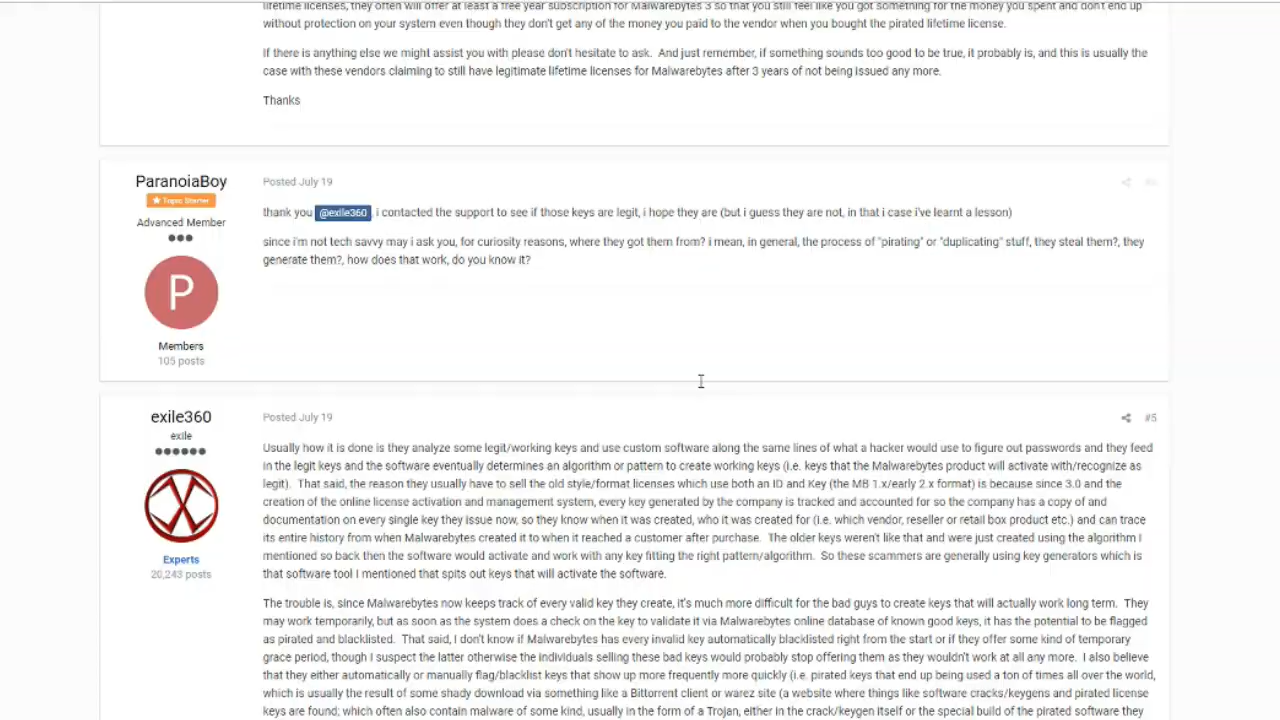 lifetime licenses, they often will offer at least a free year subscription for Malwarebytes 3 so that you still feel like you got something for the money you spent and don't end up
without protection on your system even though they don't get any of the money you paid to the vendor when you bought the pirated lifetime license.
If there is anything else we might assist you with please don't hesitate to ask.  And just remember, if something sounds too good to be true, it probably is, and this is usually the
case with these vendors claiming to still have legitimate lifetime licenses for Malwarebytes after 3 years of not being issued any more.
Thanks
ParanoiaBoy
Topic Starter
Advanced Member
Members
105 posts
Posted July 19
thank you @exile360, i contacted the support to see if those keys are legit, i hope they are (but i guess they are not, in that i case i've learnt a lesson)
since i'm not tech savvy may i ask you, for curiosity reasons, where they got them from? i mean, in general, the process of "pirating" or "duplicating" stuff, they steal them?, they
generate them?, how does that work, do you know it?
exile360
exile
Experts
20,243 posts
Posted July 19
#5
Usually how it is done is they analyze some legit/working keys and use custom software along the same lines of what a hacker would use to figure out passwords and they feed
in the legit keys and the software eventually determines an algorithm or pattern to create working keys (i.e. keys that the Malwarebytes product will activate with/recognize as
legit).  That said, the reason they usually have to sell the old style/format licenses which use both an ID and Key (the MB 1.x/early 2.x format) is because since 3.0 and the
creation of the online license activation and management system, every key generated by the company is tracked and accounted for so the company has a copy of and
documentation on every single key they issue now, so they know when it was created, who it was created for (i.e. which vendor, reseller or retail box product etc.) and can trace
its entire history from when Malwarebytes created it to when it reached a customer after purchase.  The older keys weren't like that and were just created using the algorithm I
mentioned so back then the software would activate and work with any key fitting the right pattern/algorithm.  So these scammers are generally using key generators which is
that software tool I mentioned that spits out keys that will activate the software.
The trouble is, since Malwarebytes now keeps track of every valid key they create, it's much more difficult for the bad guys to create keys that will actually work long term.  They
may work temporarily, but as soon as the system does a check on the key to validate it via Malwarebytes online database of known good keys, it has the potential to be flagged
as pirated and blacklisted.  That said, I don't know if Malwarebytes has every invalid key automatically blacklisted right from the start or if they offer some kind of temporary
grace period, though I suspect the latter otherwise the individuals selling these bad keys would probably stop offering them as they wouldn't work at all any more.  I also believe
that they either automatically or manually flag/blacklist keys that show up more frequently more quickly (i.e. pirated keys that end up being used a ton of times all over the world,
which is usually the result of some shady download via something like a Bittorrent client or warez site (a website where things like software cracks/keygens and pirated license
keys are found; which often also contain malware of some kind, usually in the form of a Trojan, either in the crack/keygen itself or the special build of the pirated software they